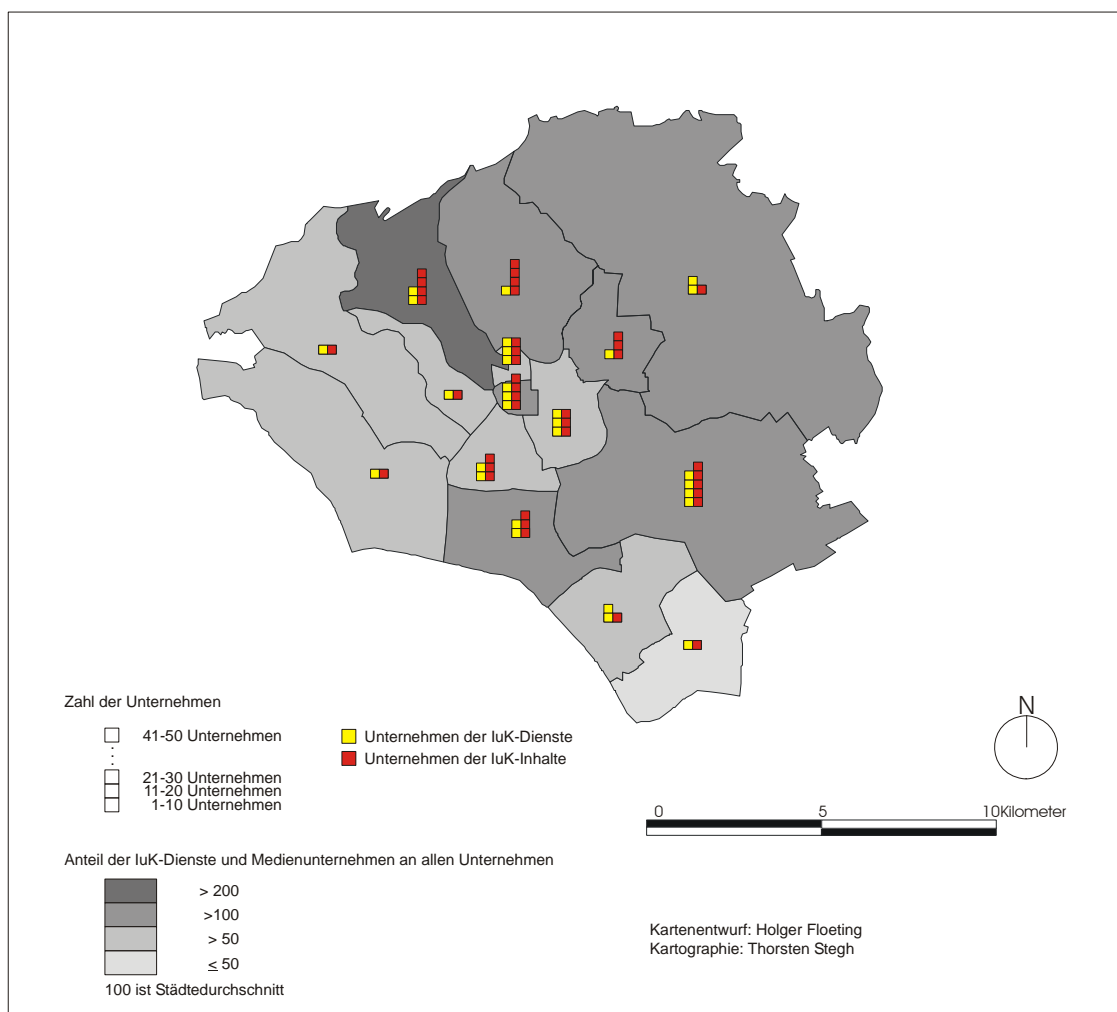 Zahl der Unternehmen
41-50 Unternehmen
21-30 Unternehmen
11-20 Unternehmen
1-10 Unternehmen
Unternehmen der IuK-Dienste
Unternehmen der IuK-Inhalte
N
0 5 10Kilometer
Anteil der IuK-Dienste und Medienunternehmen an allen Unternehmen
> 200
>100
> 50
≤ 50
100 ist Städtedurchschnitt
Kartenentwurf: Holger Floeting
Kartographie: Thorsten Stegh